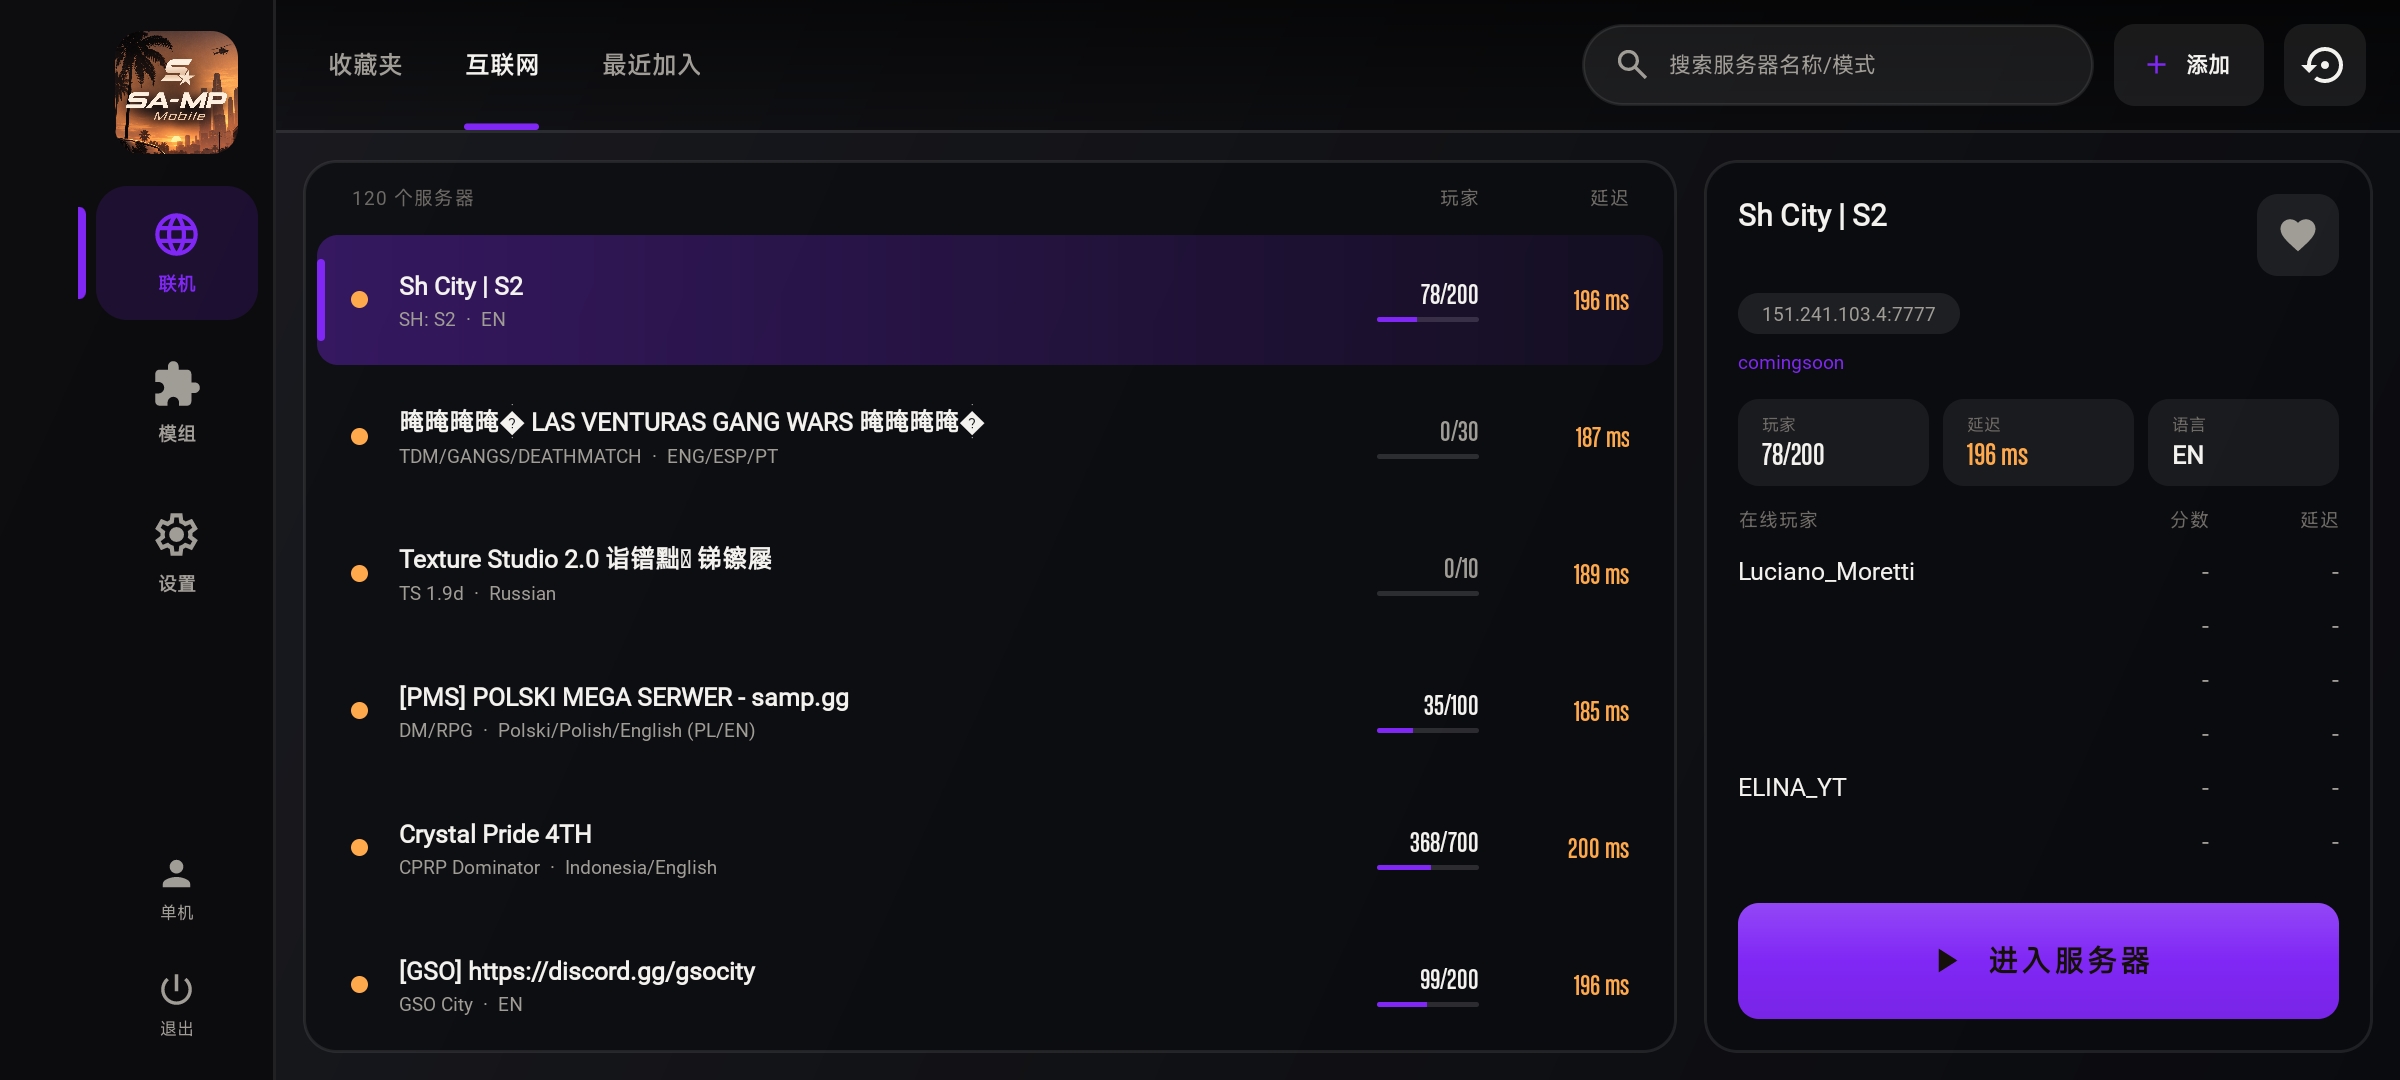 SA-MP
Mobile
联机
模组
设置
单机
退出
收藏夹
互联网
最近加入
搜索服务器名称/模式
添加
120 个服务器
玩家
延迟
Sh City | S2
SH: S2 · EN
78/200
196 ms
晻晻晻晻� LAS VENTURAS GANG WARS 晻晻晻晻�
TDM/GANGS/DEATHMATCH · ENG/ESP/PT
0/30
187 ms
Texture Studio 2.0
TS 1.9d · Russian
0/10
189 ms
[PMS] POLSKI MEGA SERWER - samp.gg
DM/RPG · Polski/Polish/English (PL/EN)
35/100
185 ms
Crystal Pride 4TH
CPRP Dominator · Indonesia/English
368/700
200 ms
[GSO] https://discord.gg/gsocity
GSO City · EN
99/200
196 ms
Sh City | S2
151.241.103.4:7777
comingsoon
玩家
78/200
延迟
196 ms
语言
EN
在线玩家
分数
延迟
Luciano_Moretti - -
- -
- -
- -
ELINA_YT - -
- -
进入服务器